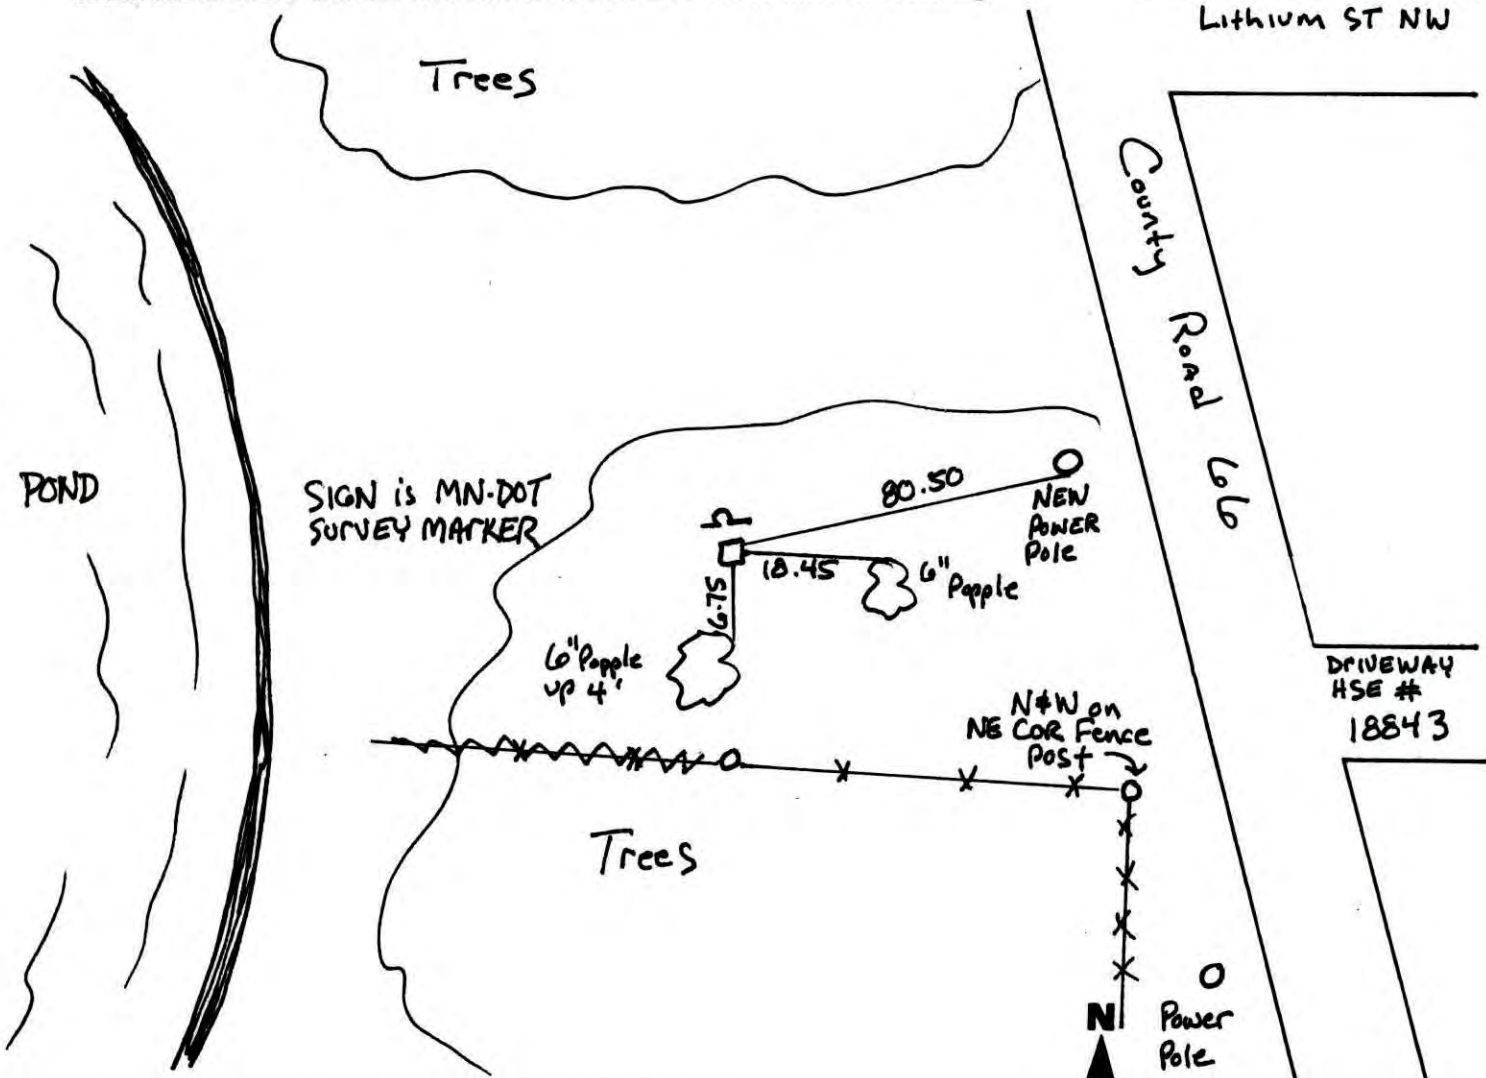 Lithium ST NW
Trees
County Road 66
POND
SIGN is MN-DOT
SURVEY MARKER
80.50
NEW
POWER
Pole
18.45
6" Popple
6.75
6" Popple
up 4'
DRIVEWAY
HSE #
18843
N&W on
NE COR Fence
Post
Trees
N
Power
Pole